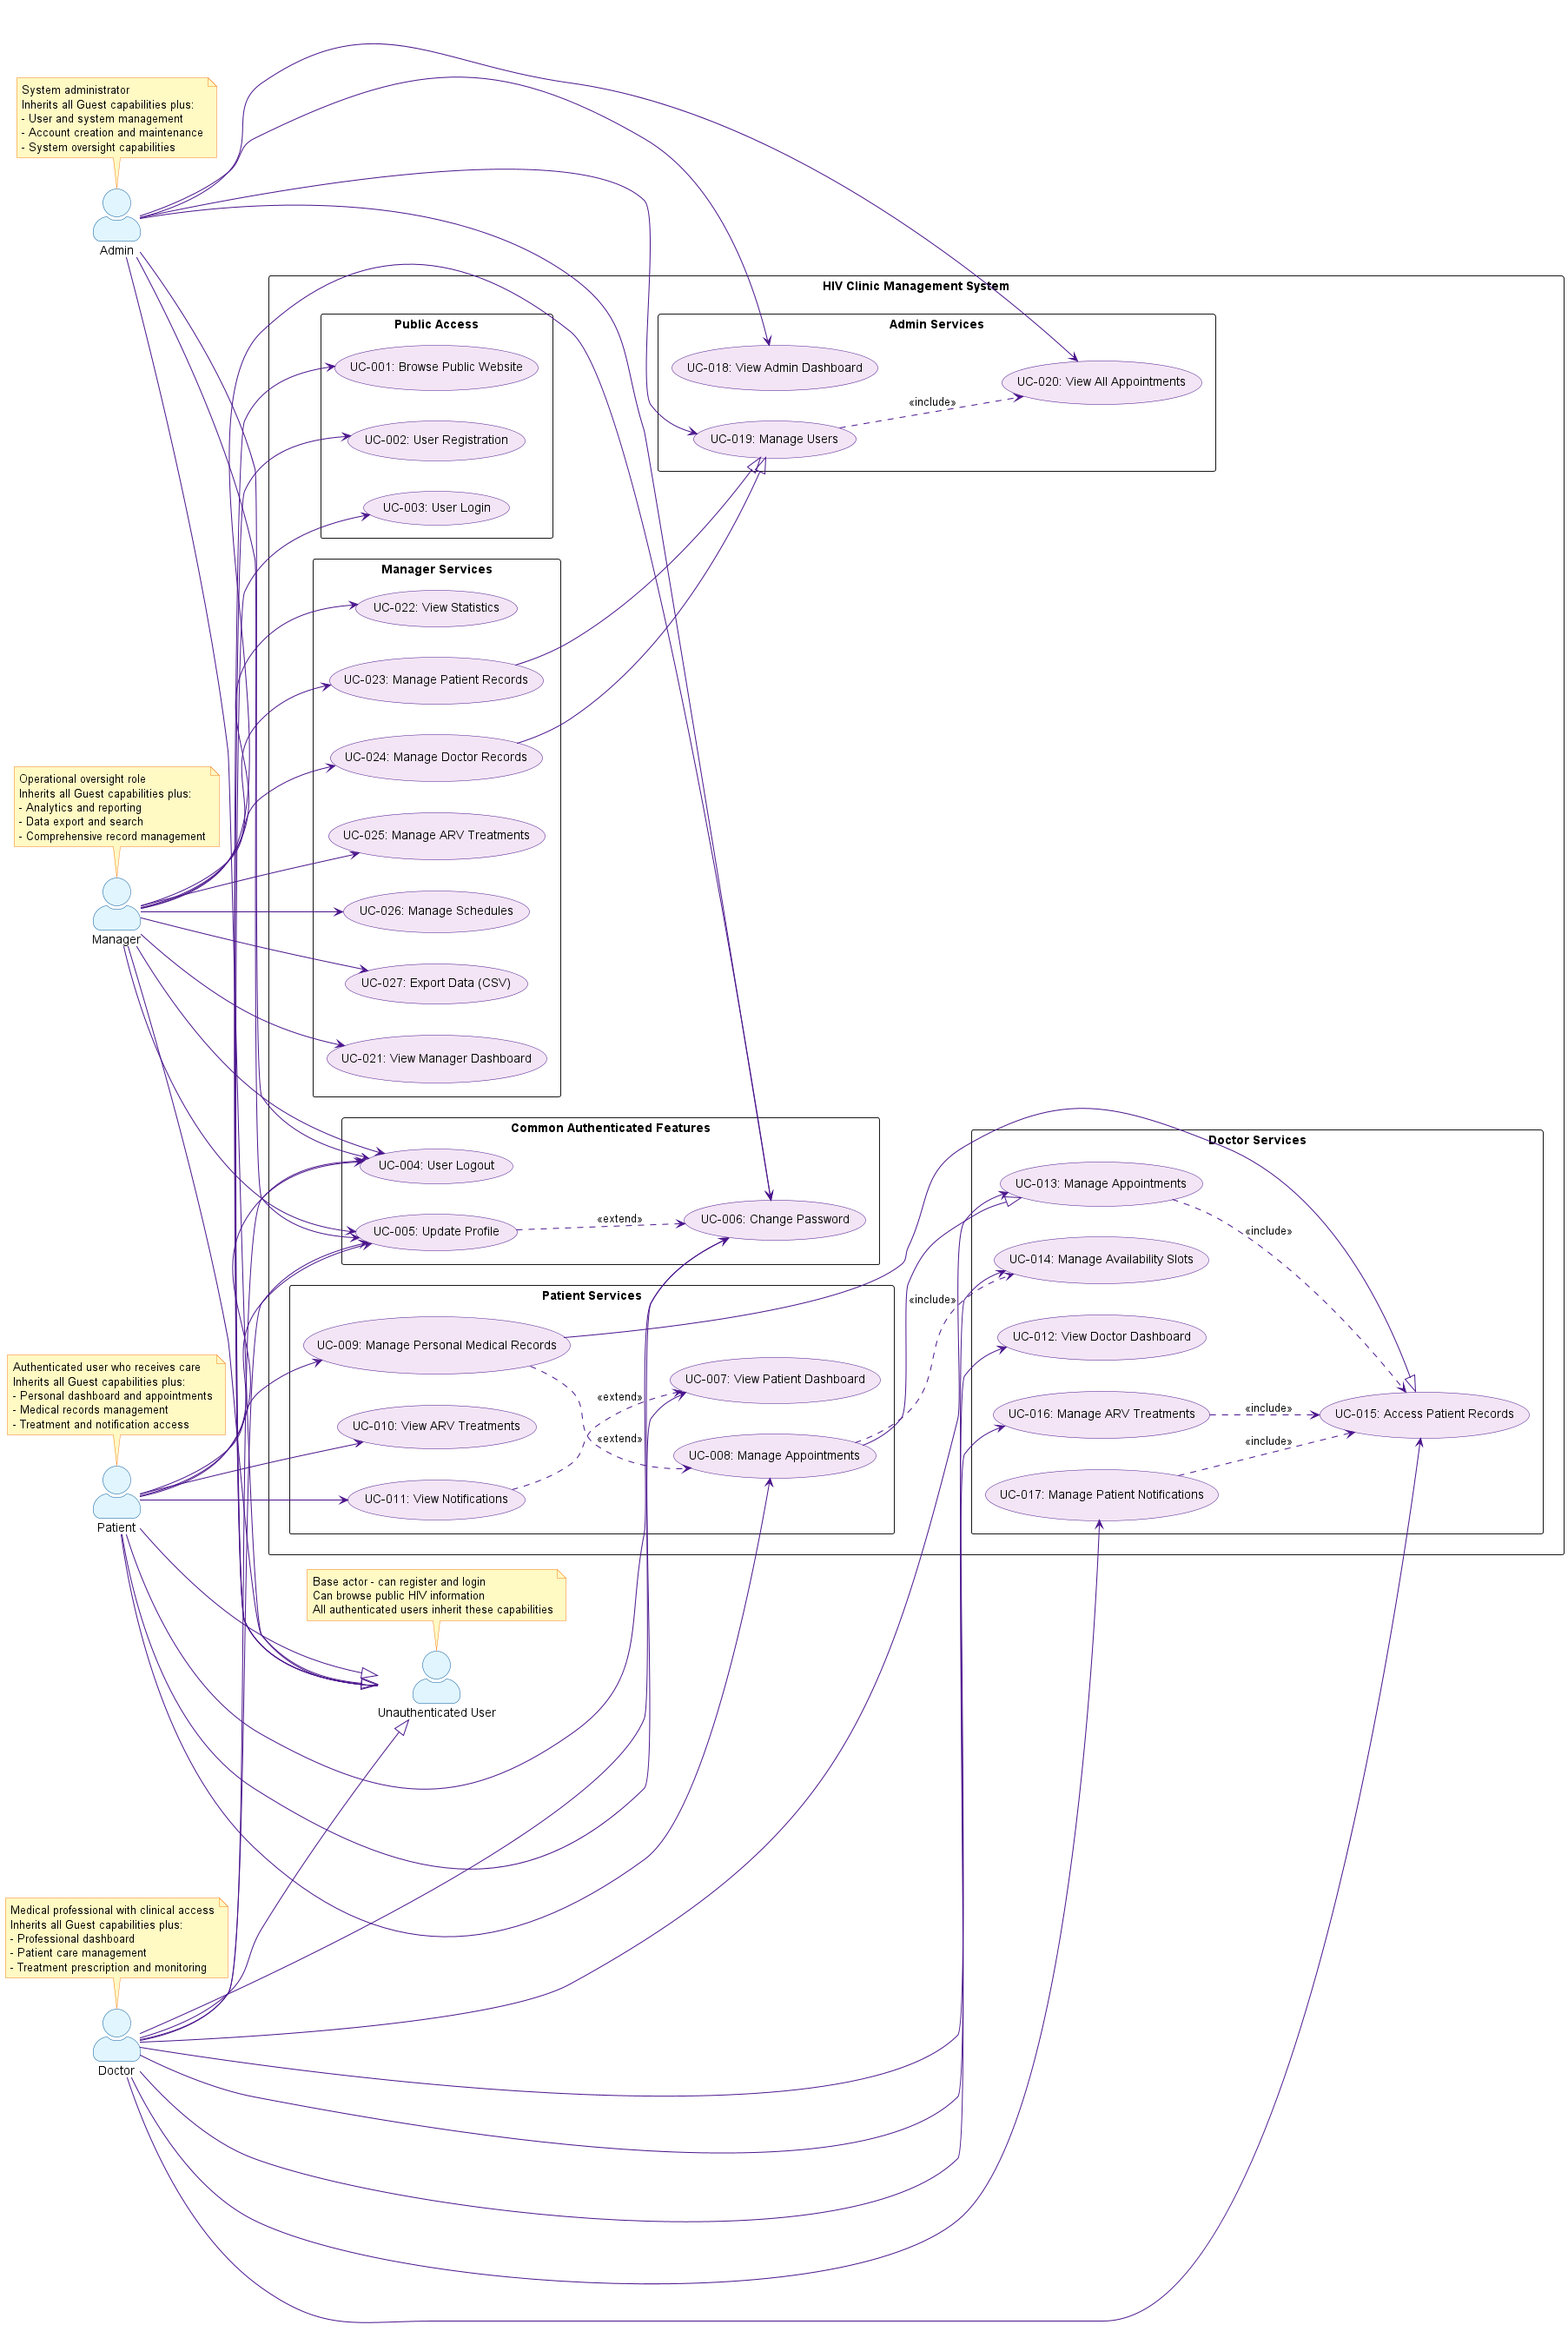 System administrator
Inherits all Guest capabilities plus:
- User and system management
- Account creation and maintenance
- System oversight capabilities
Admin
HIV Clinic Management System
Public Access
UC-001: Browse Public Website
UC-002: User Registration
UC-003: User Login
Admin Services
UC-018: View Admin Dashboard
UC-020: View All Appointments
«include»
UC-019: Manage Users
Manager Services
UC-022: View Statistics
UC-023: Manage Patient Records
UC-024: Manage Doctor Records
UC-025: Manage ARV Treatments
UC-026: Manage Schedules
UC-027: Export Data (CSV)
UC-021: View Manager Dashboard
Operational oversight role
Inherits all Guest capabilities plus:
- Analytics and reporting
- Data export and search
- Comprehensive record management
Manager
Common Authenticated Features
UC-004: User Logout
UC-005: Update Profile
«extend»
UC-006: Change Password
Doctor Services
UC-013: Manage Appointments
«include»
UC-014: Manage Availability Slots
«include»
UC-012: View Doctor Dashboard
UC-016: Manage ARV Treatments
«include»
UC-015: Access Patient Records
«include»
UC-017: Manage Patient Notifications
Patient Services
UC-009: Manage Personal Medical Records
UC-007: View Patient Dashboard
«extend»
UC-010: View ARV Treatments
«extend»
UC-008: Manage Appointments
UC-011: View Notifications
Authenticated user who receives care
Inherits all Guest capabilities plus:
- Personal dashboard and appointments
- Medical records management
- Treatment and notification access
Patient
Base actor - can register and login
Can browse public HIV information
All authenticated users inherit these capabilities
Unauthenticated User
Medical professional with clinical access
Inherits all Guest capabilities plus:
- Professional dashboard
- Patient care management
- Treatment prescription and monitoring
Doctor